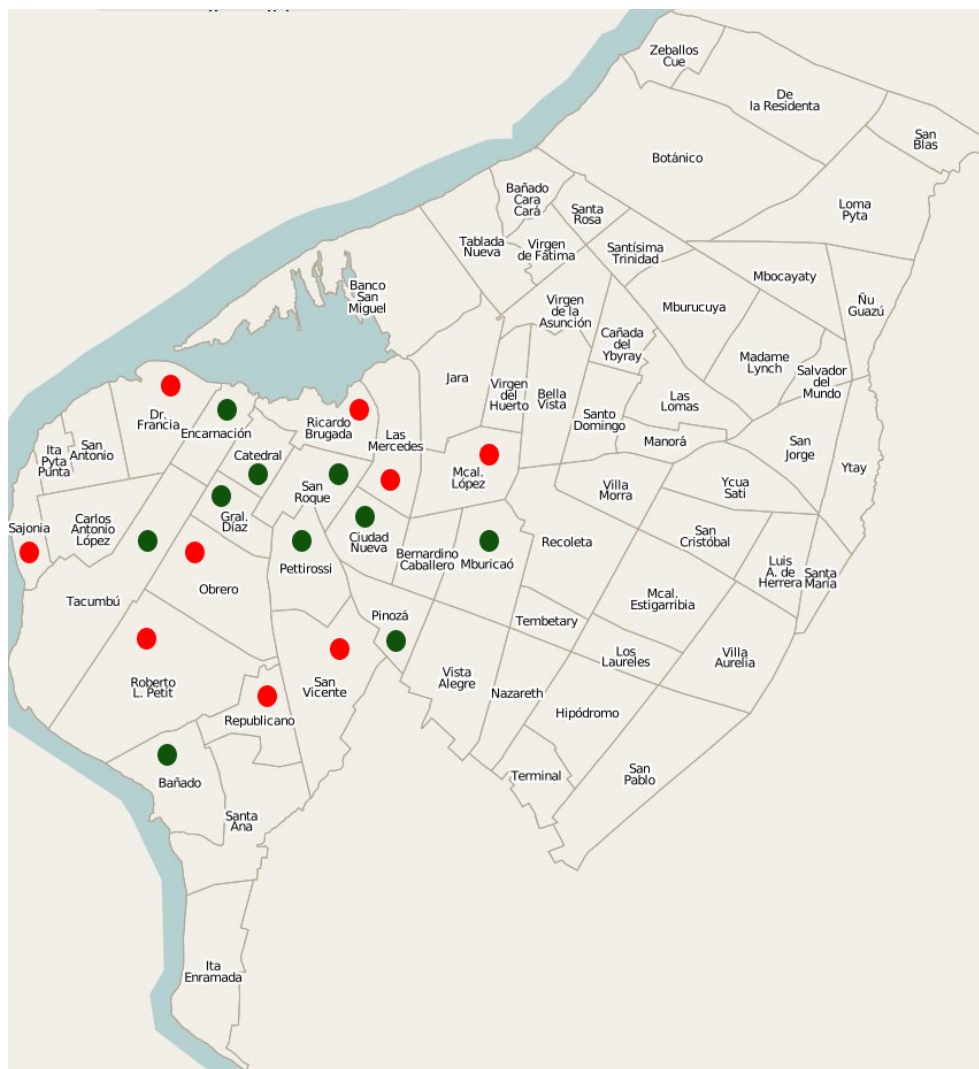 Zeballos
Cue
De
la Residenta
San
Blas
Botánico
Bañado
Cara
Cará
Santa
Rosa
Loma
Pyta
Tablada
Nueva
Virgen
de Fátima
Santísima
Trinidad
Mbocayaty
Banco
San
Miguel
Virgen
de la
Asunción
Mburucuya
Ñu
Guazú
Cañada
del
Ybyray
Madame
Lynch
Salvador
del
Mundo
Jara
Virgen
del
Huerto
Bella
Vista
Las
Lomas
Santo
Domingo
Dr.
Francia
Encarnación
Ricardo
Brugada
Las
Mercedes
Manorá
San
Jorge
Ita
Pyta
Punta
San
Antonio
Catedral
San
Roque
Mcal.
López
Villa
Morra
Ycua
Sati
Ytay
Sajonia
Carlos
Antonio
López
Gral.
Díaz
Ciudad
Nueva
Recoleta
San
Cristóbal
Pettirossi
Bernardino
Caballero
Mburicaó
Luis
A. de
Herrera
Santa
María
Tacumbú
Obrero
Pinozá
Tembetary
Mcal.
Estigarribia
Roberto
L. Petit
San
Vicente
Vista
Alegre
Nazareth
Los
Laureles
Villa
Aurelia
Republicano
Hipódromo
Bañado
Terminal
San
Pablo
Santa
Ana
Ita
Enramada